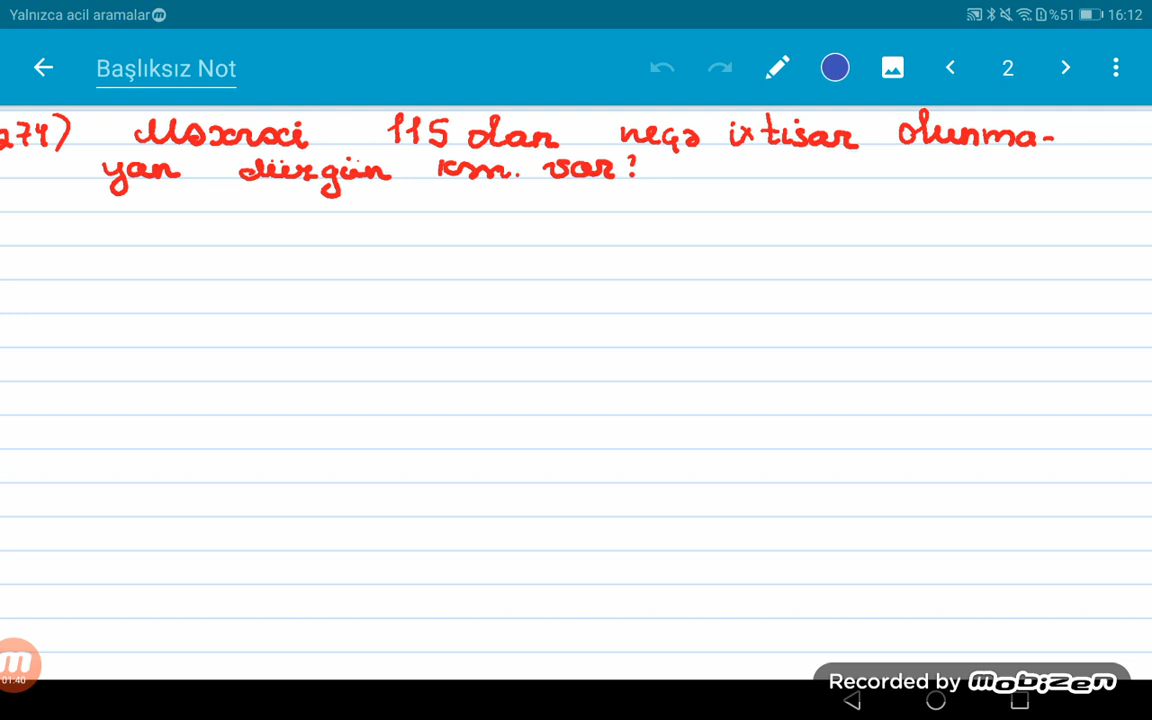 Yalnızca acil aramalar %51 16:12
Başlıksız Not 2
274) Məxrəci 115 olan neçə ixtisar olunma-
yan düzgün kəsr. var?
01:40
Recorded by mobizen